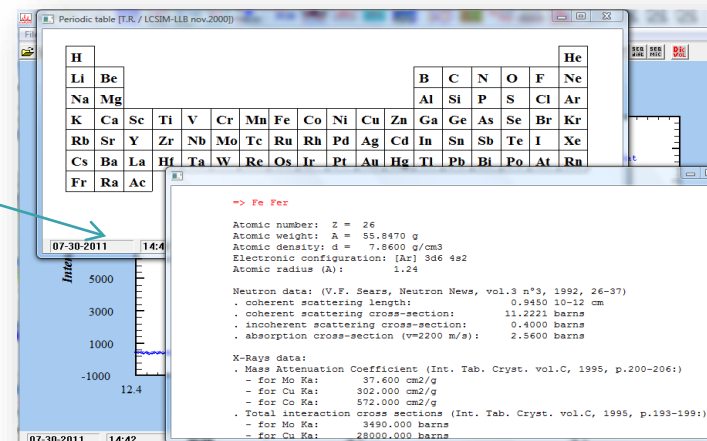 Periodic table [T.R. / LCSIM-LLB nov.2000])
Fil
SEQ SEQ Dic
MIC VOL
H He
Li Be B C N O F Ne
Na Mg Al Si P S Cl Ar
K Ca Sc Ti V Cr Mn Fe Co Ni Cu Zn Ga Ge As Se Br Kr
Rb Sr Y Zr Nb Mo Tc Ru Rh Pd Ag Cd In Sn Sb Te I Xe
Cs Ba La Hf Ta W Re Os Ir Pt Au Hg Tl Pb Bi Po At Rn
Fr Ra Ac
07-30-2011 14:4
=> Fe Fer
Atomic number: Z = 26
Atomic weight: A = 55.8470 g
Atomic density: d = 7.8600 g/cm3
Electronic configuration: [Ar] 3d6 4s2
Atomic radius (A): 1.24
Neutron data: (V.F. Sears, Neutron News, vol.3 n°3, 1992, 26-37)
. coherent scattering length: 0.9450 10-12 cm
. coherent scattering cross-section: 11.2221 barns
. incoherent scattering cross-section: 0.4000 barns
. absorption cross-section (v=2200 m/s): 2.5600 barns
X-Rays data:
. Mass Attenuation Coefficient (Int. Tab. Cryst. vol.C, 1995, p.200-206:)
- for Mo Ka: 37.600 cm2/g
- for Cu Ka: 302.000 cm2/g
- for Co Ka: 572.000 cm2/g
. Total interaction cross sections (Int. Tab. Cryst. vol.C, 1995, p.193-199:)
- for Mo Ka: 3490.000 barns
- for Cu Ka: 28000.000 barns
Inten
5000
3000
1000
-1000
12.4
07-30-2011 14:42